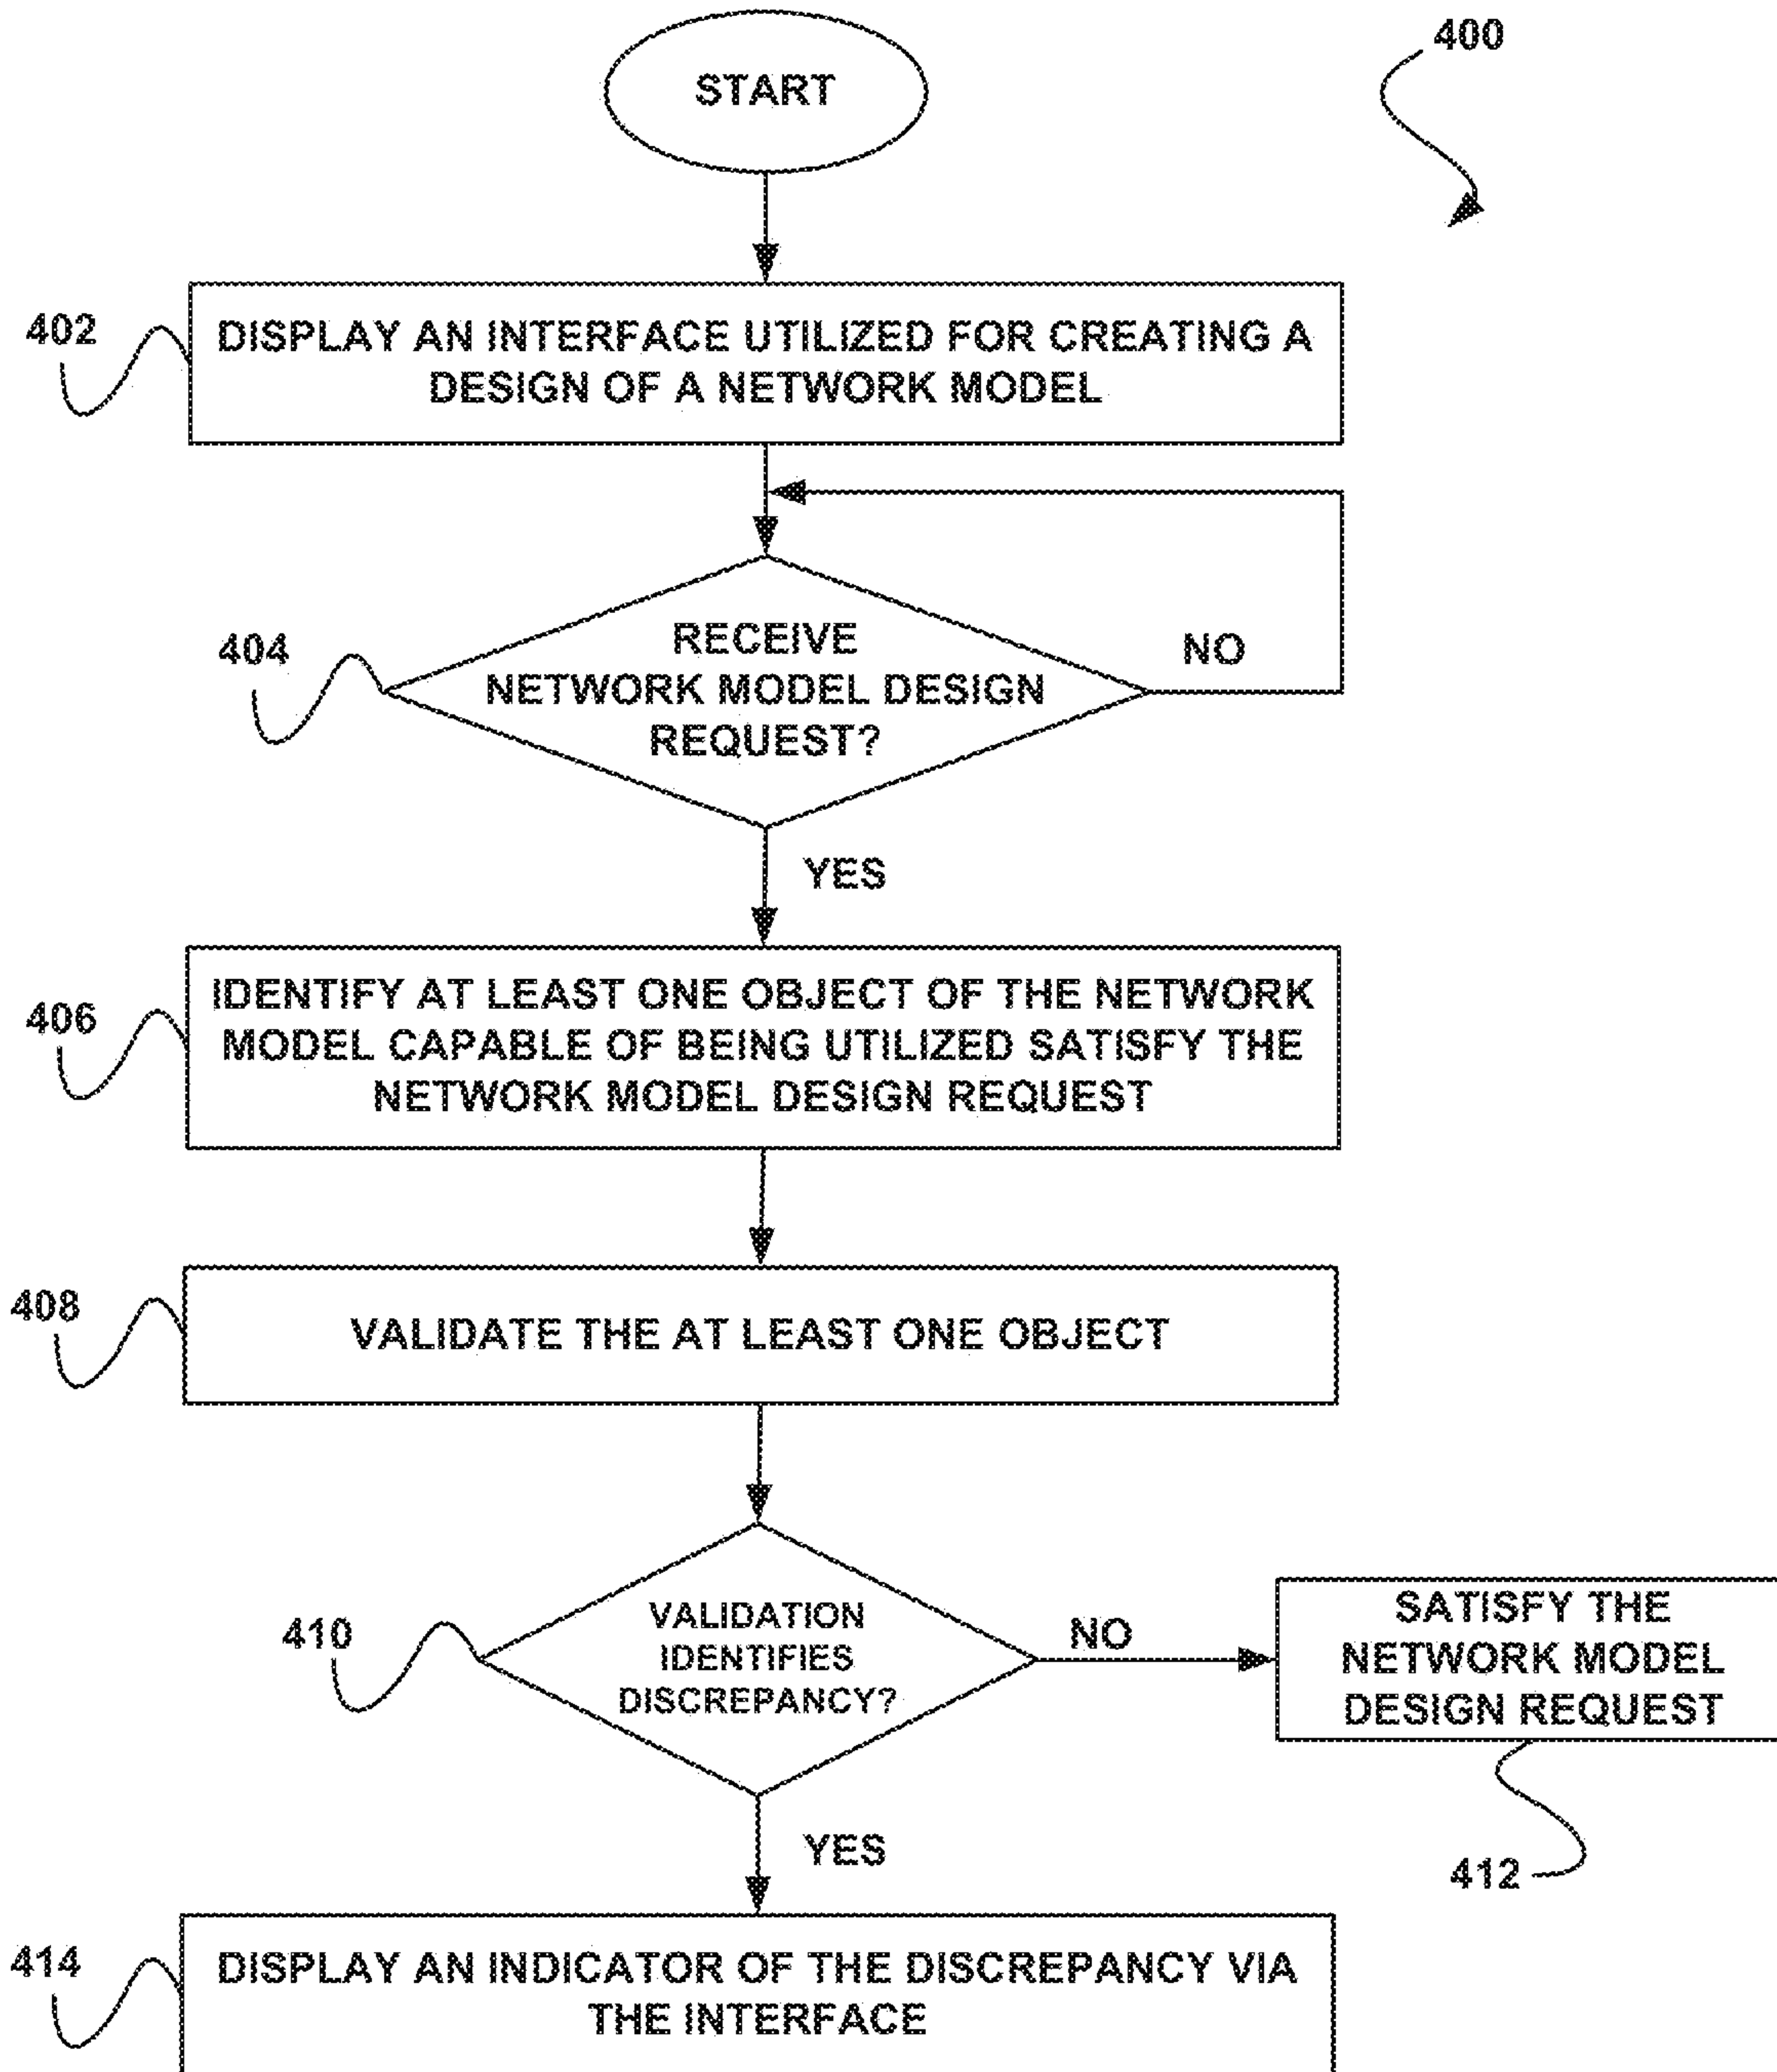 START
400
402
DISPLAY AN INTERFACE UTILIZED FOR CREATING A
DESIGN OF A NETWORK MODEL
404
RECEIVE
NETWORK MODEL DESIGN
REQUEST?
NO
YES
406
IDENTIFY AT LEAST ONE OBJECT OF THE NETWORK
MODEL CAPABLE OF BEING UTILIZED SATISFY THE
NETWORK MODEL DESIGN REQUEST
408
VALIDATE THE AT LEAST ONE OBJECT
410
VALIDATION
IDENTIFIES
DISCREPANCY?
NO
SATISFY THE
NETWORK MODEL
DESIGN REQUEST
412
YES
414
DISPLAY AN INDICATOR OF THE DISCREPANCY VIA
THE INTERFACE